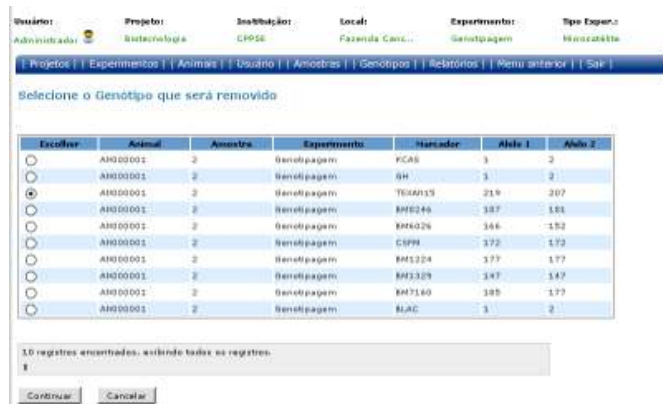 Usuário: Projeto: Instituição: Local: Experimento: Tipo Exper.:
Administrador Biotecnologia CPPSE Fazenda Canc... Genotipagem Microsatélite
| Projetos | | Experimentos | | Animais | | Usuário | | Amostras | | Genótipos | | Relatórios | | Menu anterior | | Sair |
Selecione o Genótipo que será removido
Escolher Animal Amostra Experimento Marcador Alelo 1 Alelo 2
AN000001 2 Genotipagem KCAS 1 2
AN000001 2 Genotipagem GH 1 2
AN000001 2 Genotipagem TEXAN15 219 207
AN000001 2 Genotipagem 187 181
AN000001 2 Genotipagem 166 152
AN000001 2 Genotipagem CSPM 172 172
AN000001 2 Genotipagem BM1224 177 177
AN000001 2 Genotipagem BM1329 147 147
AN000001 2 Genotipagem BM7160 185 177
AN000001 2 Genotipagem BLAC 1 2
10 registros encontrados, exibindo todos os registros.
1
Continuar Cancelar